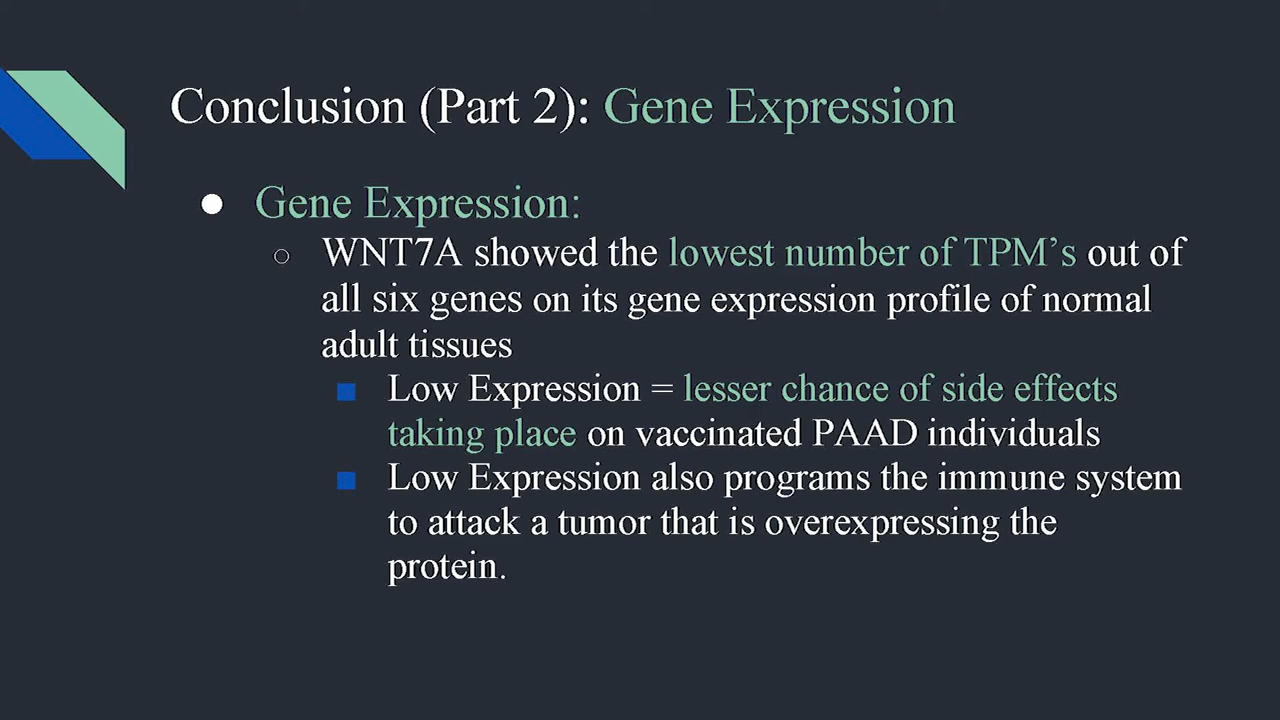 Conclusion (Part 2): Gene Expression
● Gene Expression:
○ WNT7A showed the lowest number of TPM’s out of
all six genes on its gene expression profile of normal
adult tissues
■ Low Expression = lesser chance of side effects
taking place on vaccinated PAAD individuals
■ Low Expression also programs the immune system
to attack a tumor that is overexpressing the
protein.